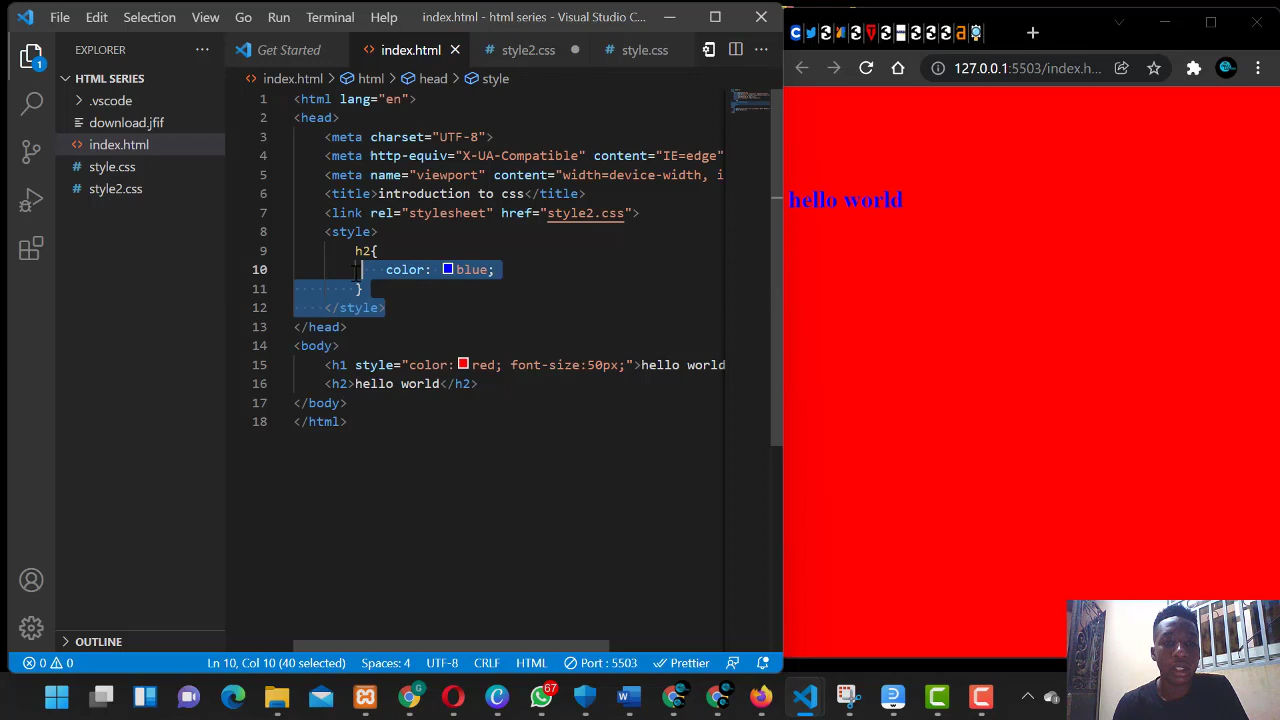 File Edit Selection View Go Run Terminal Help index.html - html series - Visual Studio C...
EXPLORER
HTML SERIES
.vscode
download.jfif
index.html
style.css
style2.css
OUTLINE
Get Started index.html style2.css style.css
index.html > html > head > style
1 <html lang="en">
2 <head>
3 <meta charset="UTF-8">
4 <meta http-equiv="X-UA-Compatible" content="IE=edge"
5 <meta name="viewport" content="width=device-width, i
6 <title>introduction to css</title>
7 <link rel="stylesheet" href="style2.css">
8 <style>
9 h2{
10 color: blue;
11 }
12 </style>
13 </head>
14 <body>
15 <h1 style="color: red; font-size:50px;">hello world
16 <h2>hello world</h2>
17 </body>
18 </html>
0 0 Ln 10, Col 10 (40 selected) Spaces: 4 UTF-8 CRLF HTML Port : 5503 Prettier
127.0.0.1:5503/index.h...
hello world
1
67